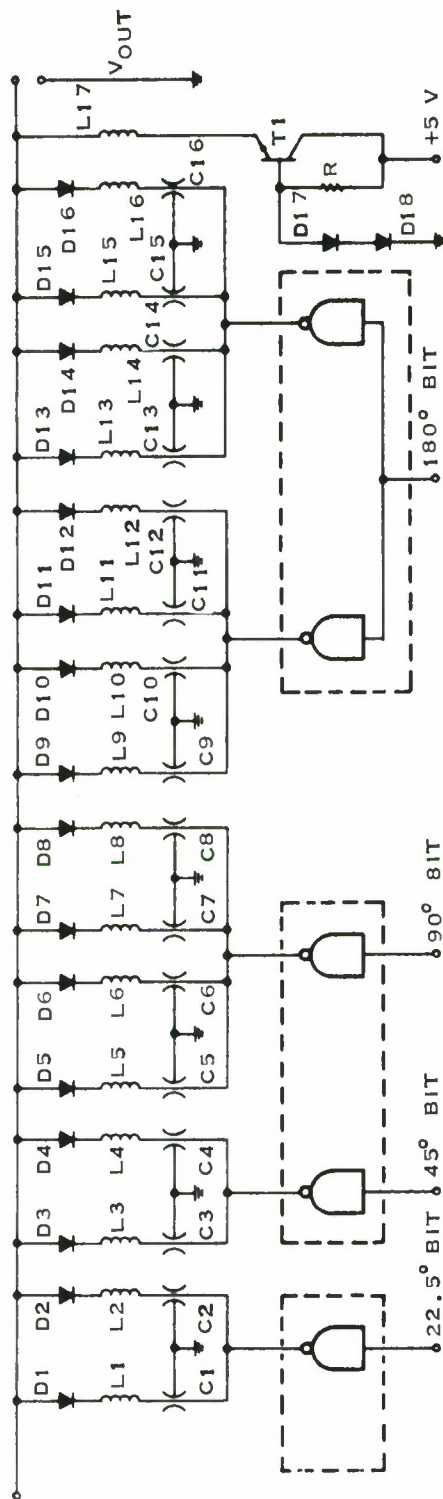 VOUT
D1 D2 D3 D4 D5 D6 D7 D8 D9 D10 D11 D12 D13 D14 D15 D16 L17
L1 L2 L3 L4 L5 L6 L7 L8 L9 L10 L11 L12 L13 L14 L15 L16
C1 C2 C3 C4 C5 C6 C7 C8 C9 C10 C11 C12 C13 C14 C15 C16
T1
D17 R
D18
22.5° BIT 45° BIT 90° BIT 180° BIT +5 V